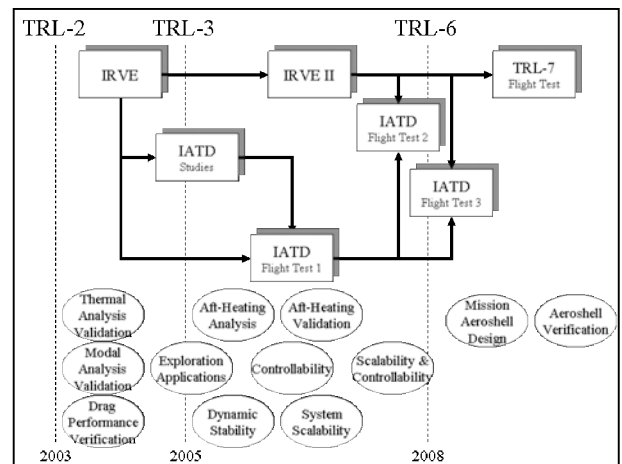 TRL-2
TRL-3
TRL-6
IRVE
IRVE II
TRL-7
Flight Test
IATD
Flight Test 2
IATD
Studies
IATD
Flight Test 3
IATD
Flight Test 1
Thermal
Analysis
Validation
Aft-Heating
Analysis
Aft-Heating
Validation
Mission
Aeroshell
Design
Aeroshell
Verification
Modal
Analysis
Validation
Exploration
Applications
Controllability
Scalability &
Controllability
Drag
Performance
Verification
Dynamic
Stability
System
Scalability
2003
2005
2008